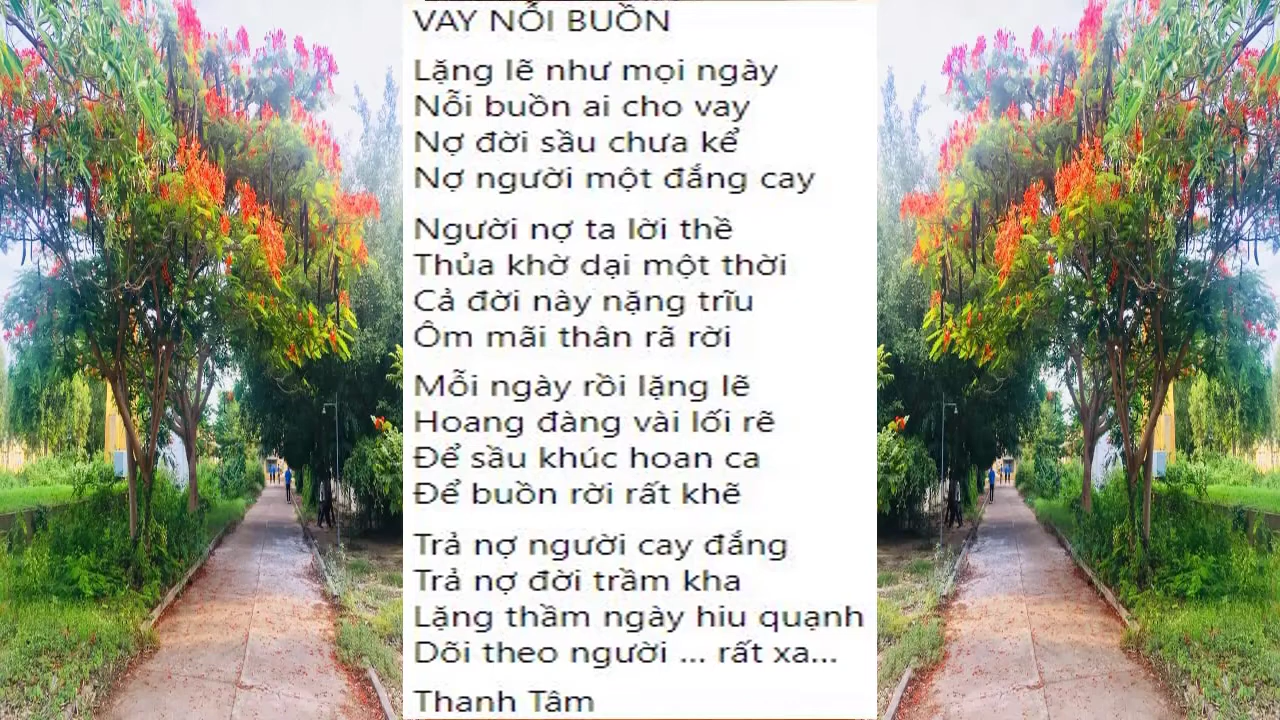 VAY NỖI BUỒN
Lặng lẽ như mọi ngày
Nỗi buồn ai cho vay
Nợ đời sầu chưa kể
Nợ người một đắng cay
Người nợ ta lời thề
Thủa khờ dại một thời
Cả đời này nặng trĩu
Ôm mãi thân rã rời
Mỗi ngày rồi lặng lẽ
Hoang đàng vài lối rẽ
Để sầu khúc hoan ca
Để buồn rời rất khẽ
Trả nợ người cay đắng
Trả nợ đời trầm kha
Lặng thầm ngày hiu quạnh
Dõi theo người ... rất xa...
Thanh Tâm